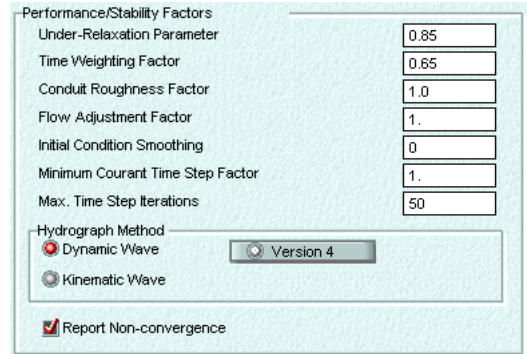 Performance/Stability Factors
Under-Relaxation Parameter 0.85
Time Weighting Factor 0.65
Conduit Roughness Factor 1.0
Flow Adjustment Factor 1.
Initial Condition Smoothing 0
Minimum Courant Time Step Factor 1.
Max. Time Step Iterations 50
Hydrograph Method
Dynamic Wave Version 4
Kinematic Wave
Report Non-convergence